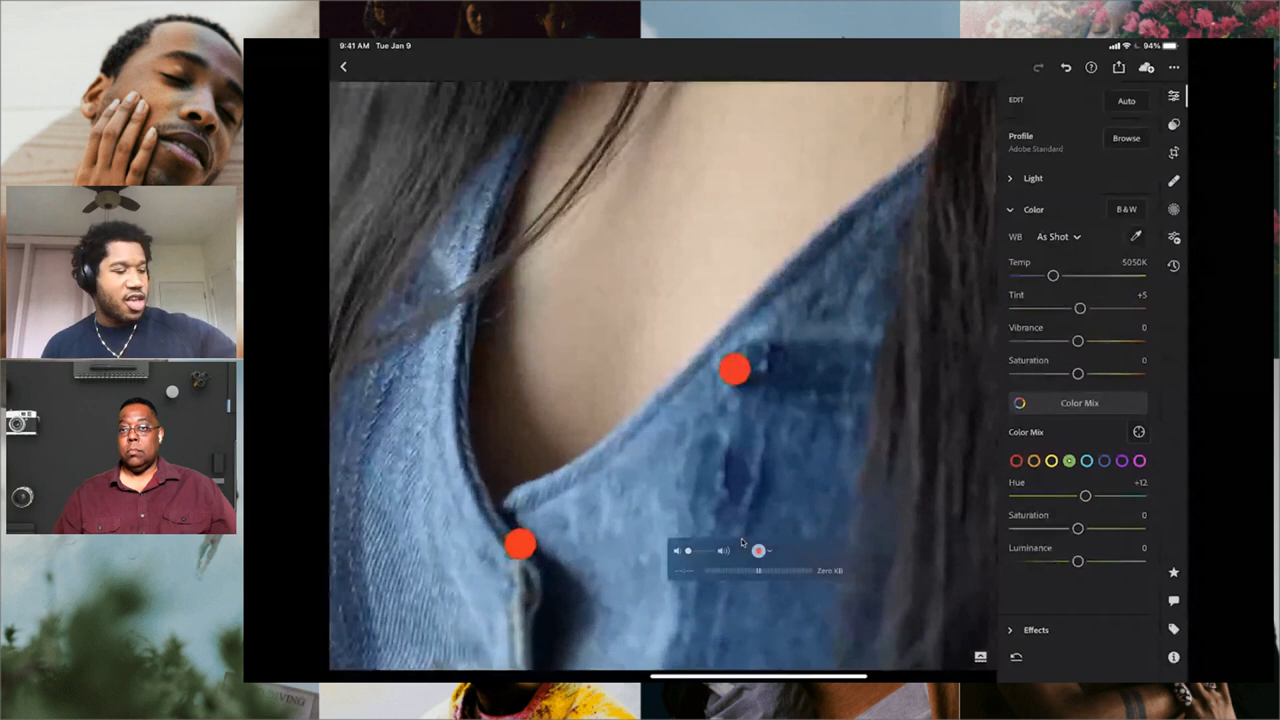 9:41 AM Tue Jan 9
94%
EDIT
Auto
Profile
Adobe Standard
Browse
Light
Color
B&W
WB As Shot
Temp 5050K
Tint +5
Vibrance 0
Saturation 0
Color Mix
Color Mix
Hue +12
Saturation 0
Luminance 0
Zero KB
Effects